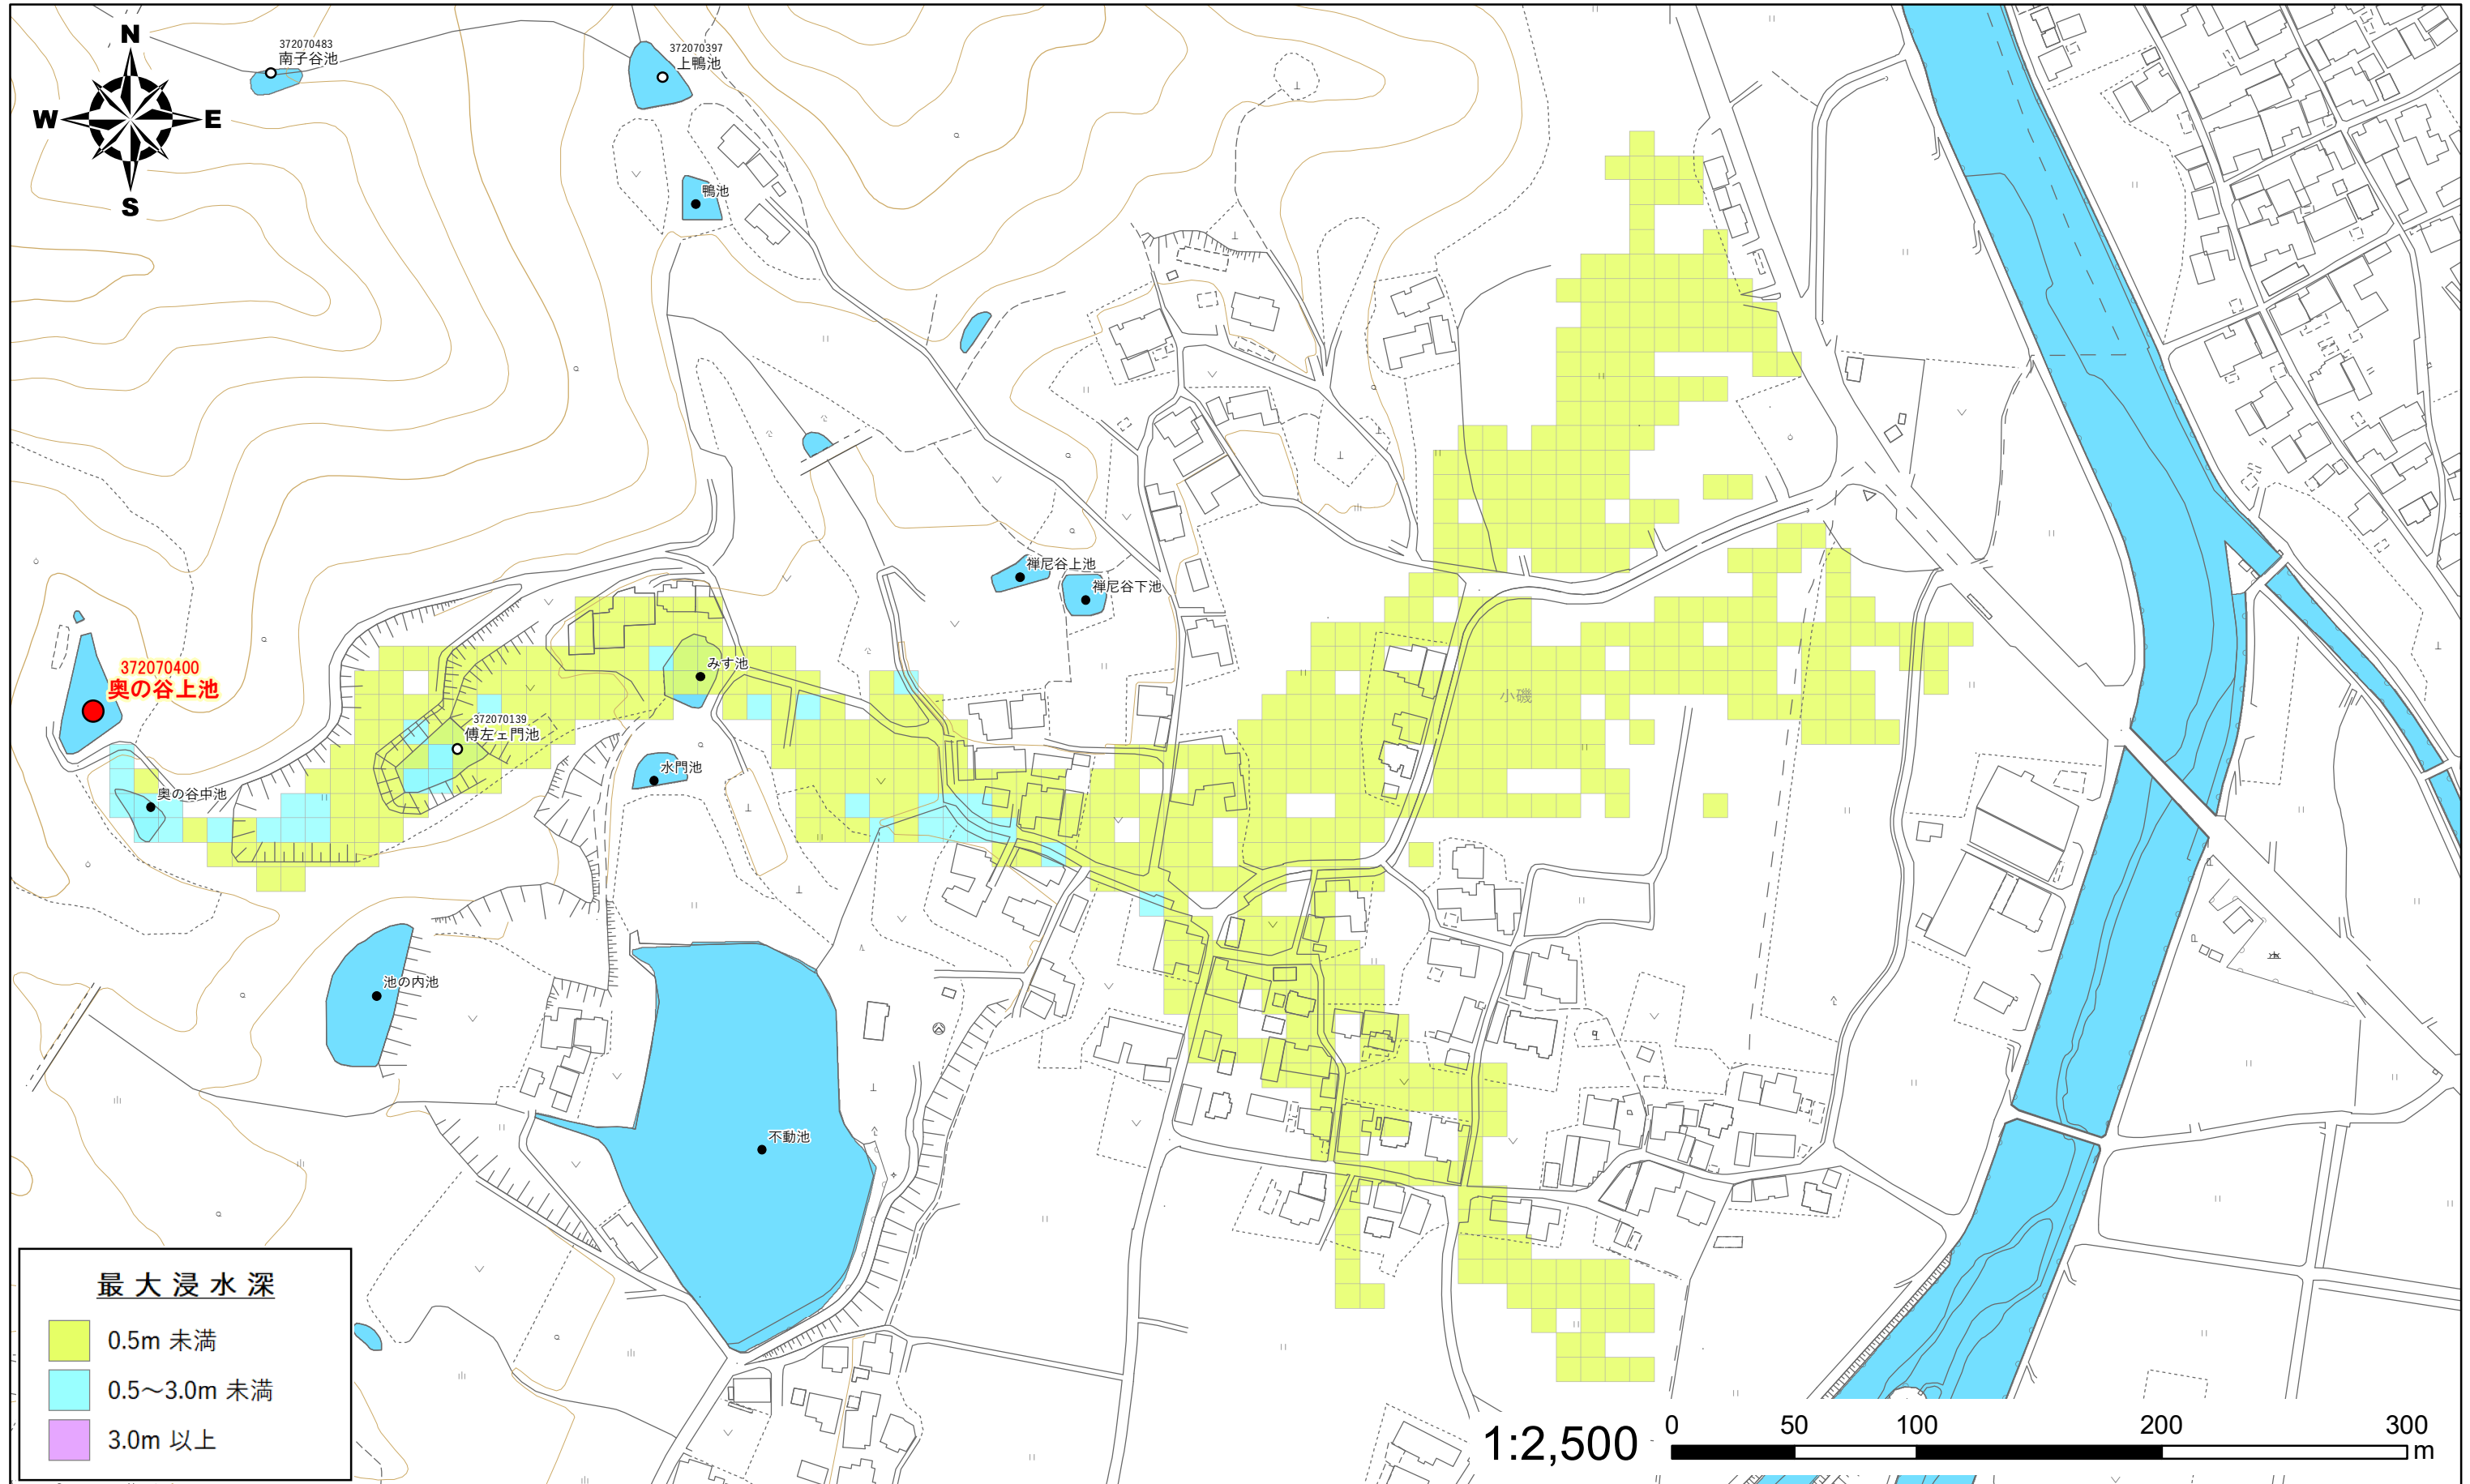 N
W
E
S
372070483
南子谷池
372070397
上鴨池
鴨池
禅尼谷上池
禅尼谷下池
372070400
奥の谷上池
みす池
小磯
372070139
傅左ェ門池
水門池
奥の谷中池
池の内池
不動池
最大浸水深
0.5m 未満
0.5～3.0m 未満
3.0m 以上
1:2,500
0 50 100 200 300
m